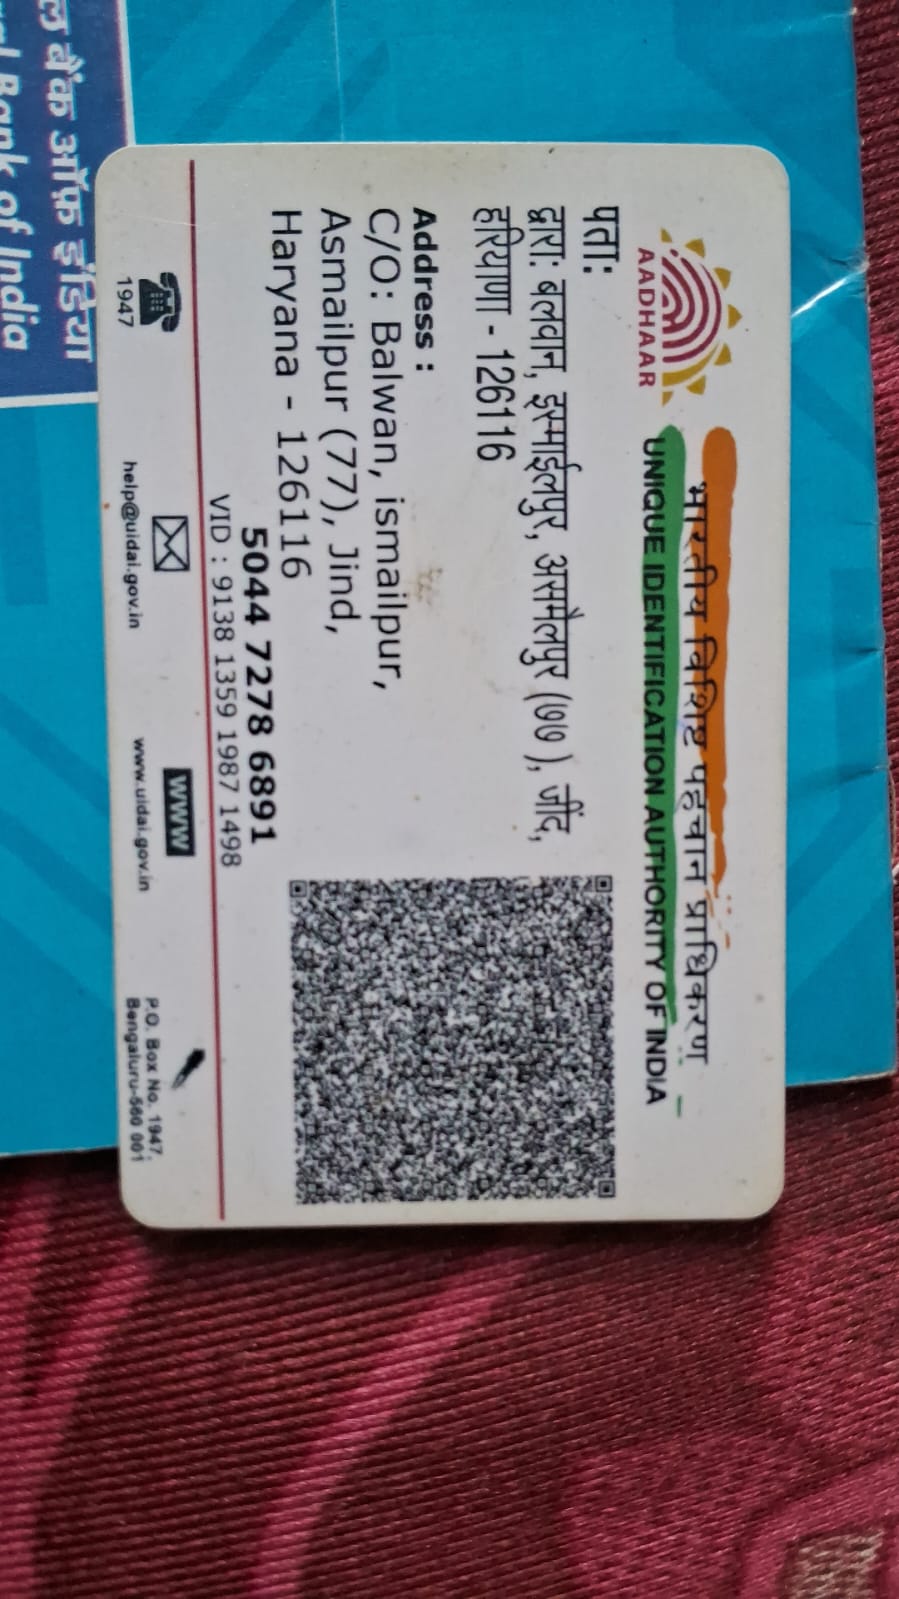 ल बैंक ऑफ़ इंडिया
Bank of India
AADHAAR
भारतीय विशिष्ट पहचान प्राधिकरण
UNIQUE IDENTIFICATION AUTHORITY OF INDIA
पता:
द्वारा: बलवान, इस्माईलपुर, असमैलपुर (७७ ), जींद,
हरियाणा - 126116
Address :
C/O: Balwan, ismailpur,
Asmailpur (77), Jind,
Haryana - 126116
5044 7278 6891
VID : 9138 1359 1987 1498
1947
help@uidai.gov.in
www
www.uidai.gov.in
P.O. Box No. 1947,
Bengaluru-560 001